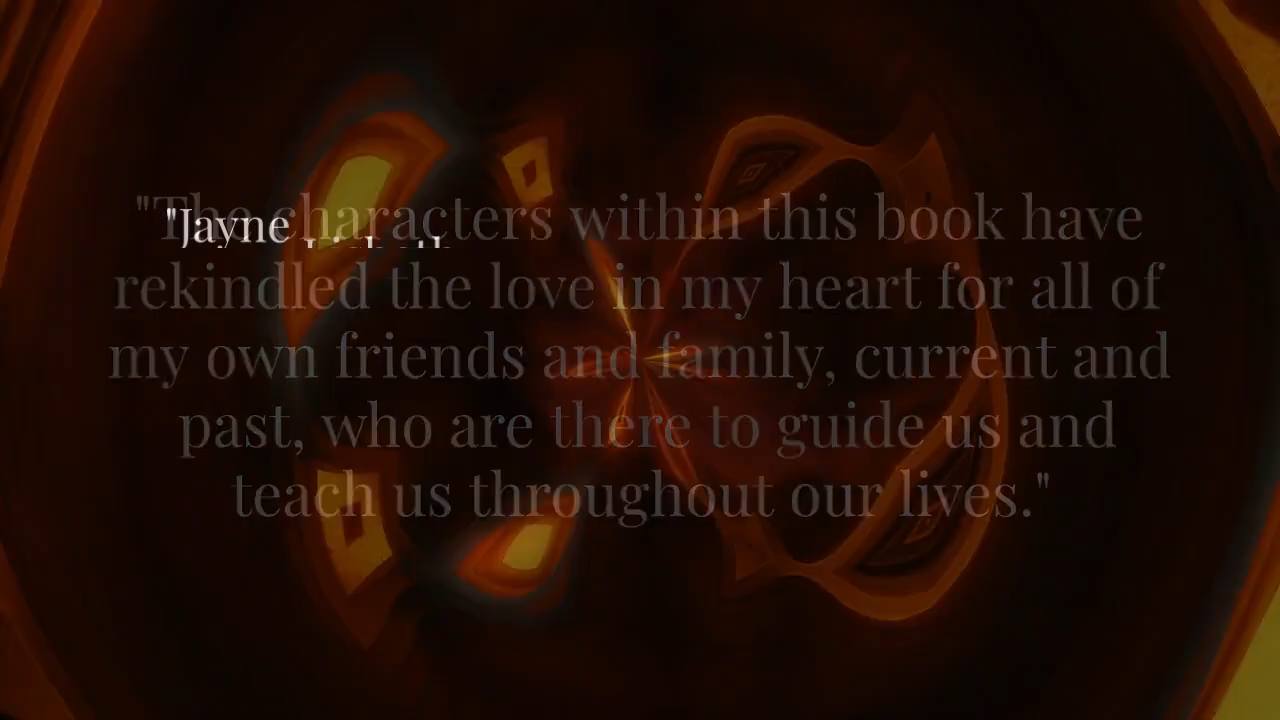 "The characters within this book have
"Jayne
rekindled the love in my heart for all of
my own friends and family, current and
past, who are there to guide us and
teach us throughout our lives."